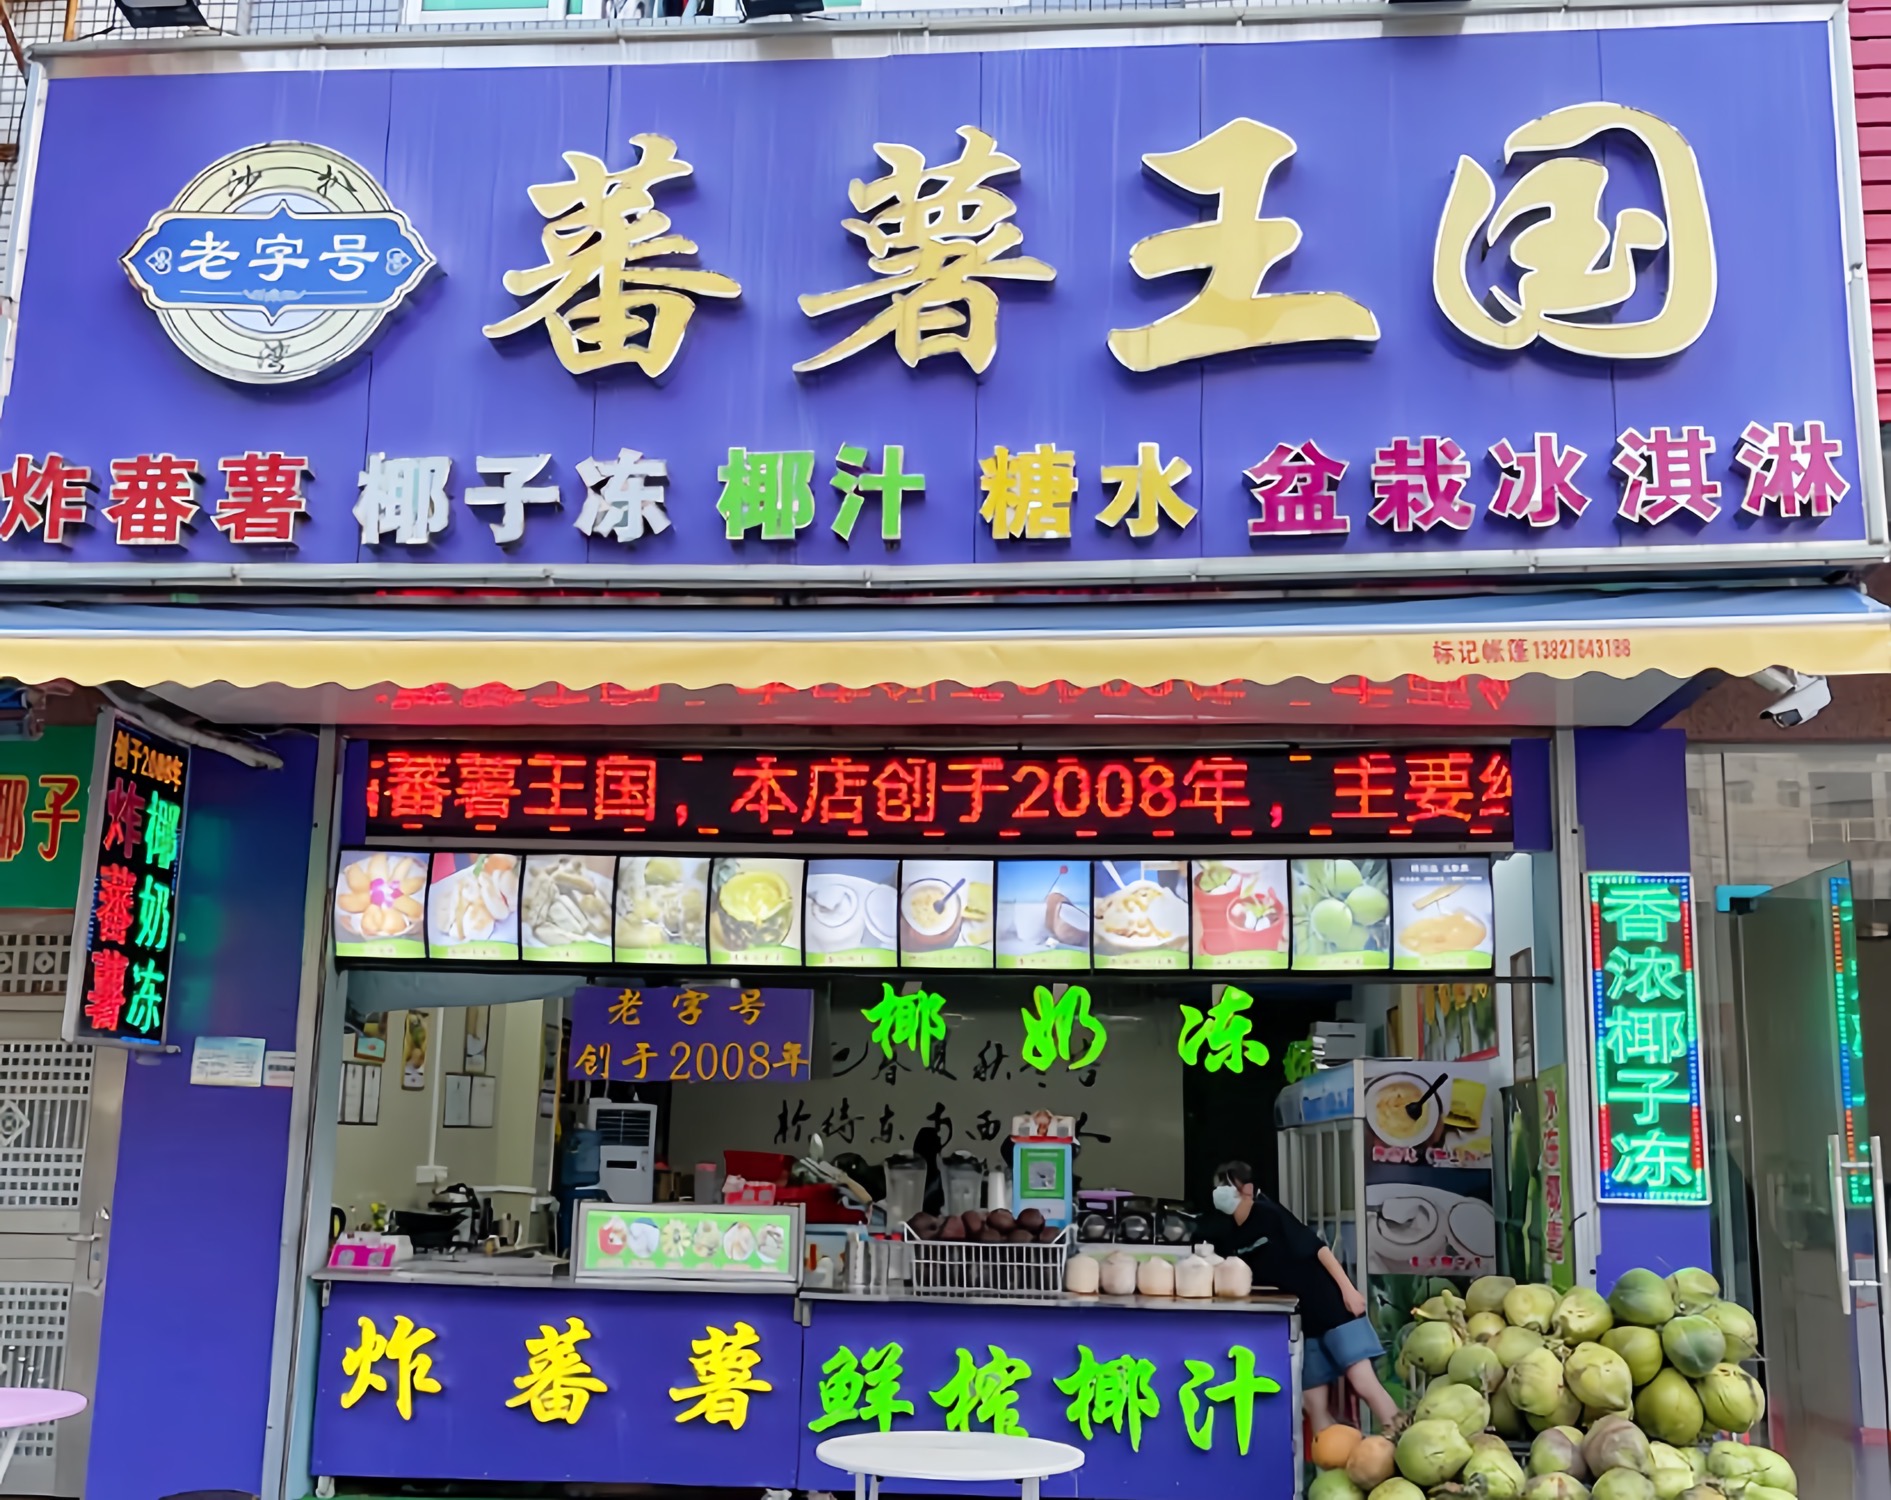 沙扒
老字号
湾
蕃薯王国
炸蕃薯 椰子冻 椰汁 糖水 盆栽冰淇淋
标记帐篷13827643188
蕃薯王国，本店创于2008年，主要
创于2008年
炸蕃薯
椰奶冻
椰子
老字号
创于2008年
椰奶冻
香浓椰子冻
炸蕃薯
鲜榨椰汁